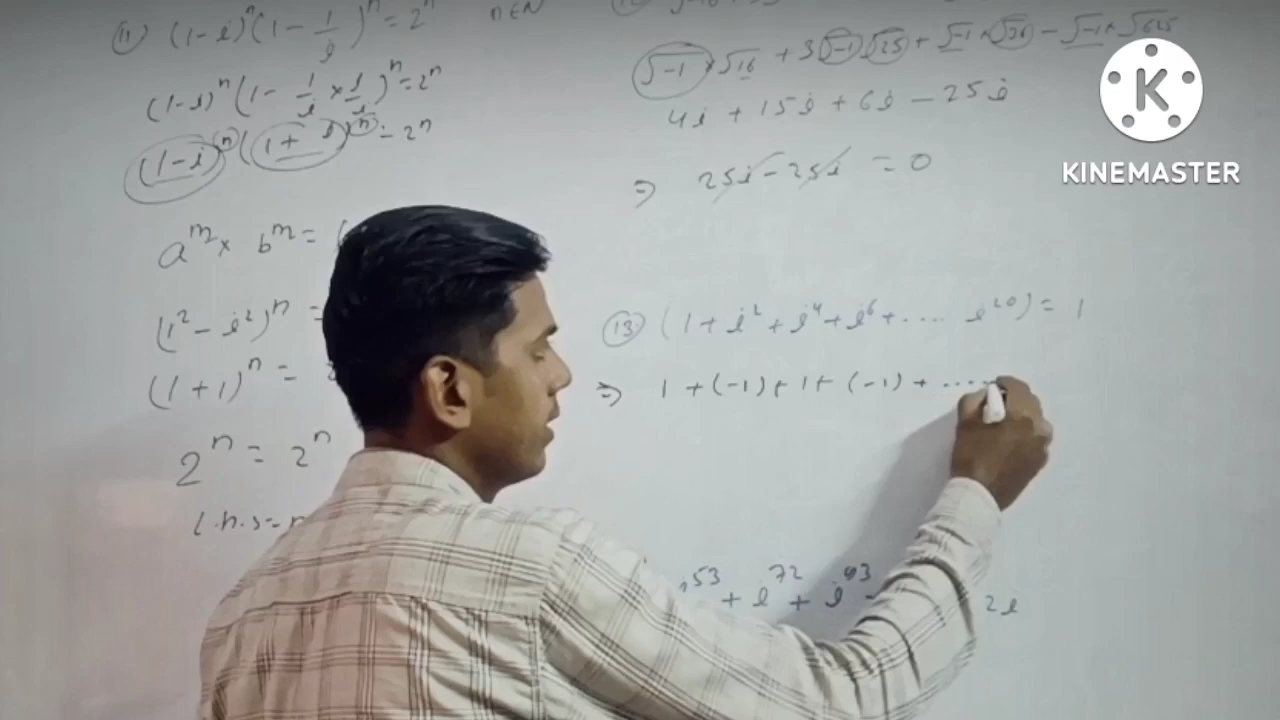 11) (1-i)ⁿ(1-1/i)ⁿ=2ⁿ n∈N
(1-i)ⁿ(1-1/i×i/i)ⁿ=2ⁿ
(1-i)ⁿ(1+i)ⁿ=2ⁿ
aᵐ×bᵐ=(
(1²-i²)ⁿ=
(1+1)ⁿ=
2ⁿ=2ⁿ
L.h.s=
√-1×√16+3√-1√25+√-1×√36-√-1×√625
4i+15i+6i-25i
⇒ 25i-25i=0
13) (1+i²+i⁴+i⁶+.... i²⁰)=1
⇒ 1+(-1)+1+(-1)+.....
⁵³+i⁷²+i⁹³ 2i
KINEMASTER